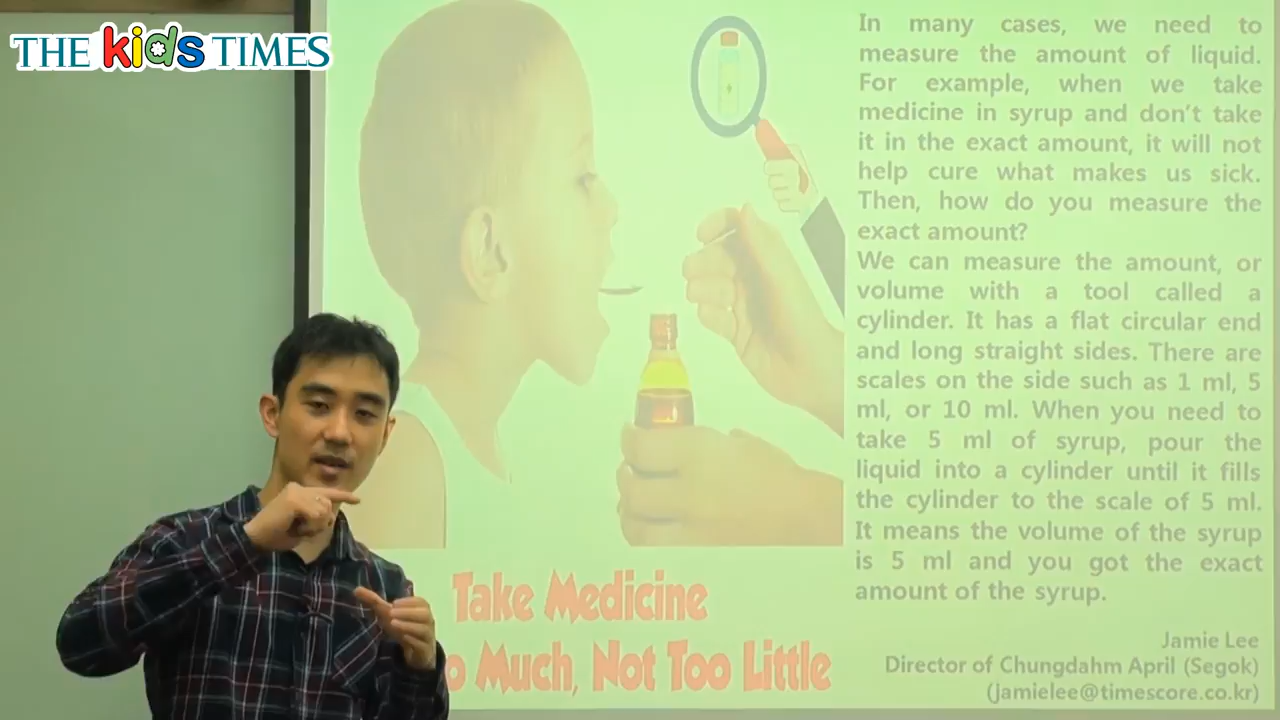 THE kids TIMES
In many cases, we need to
measure the amount of liquid.
For example, when we take
medicine in syrup and don't take
it in the exact amount, it will not
help cure what makes us sick.
Then, how do you measure the
exact amount?
We can measure the amount, or
volume with a tool called a
cylinder. It has a flat circular end
and long straight sides. There are
scales on the side such as 1 ml, 5
ml, or 10 ml. When you need to
take 5 ml of syrup, pour the
liquid into a cylinder until it fills
the cylinder to the scale of 5 ml.
It means the volume of the syrup
is 5 ml and you got the exact
amount of the syrup.
Jamie Lee
Director of Chungdahm April (Segok)
(jamielee@timescore.co.kr)
Take Medicine
o Much, Not Too Little